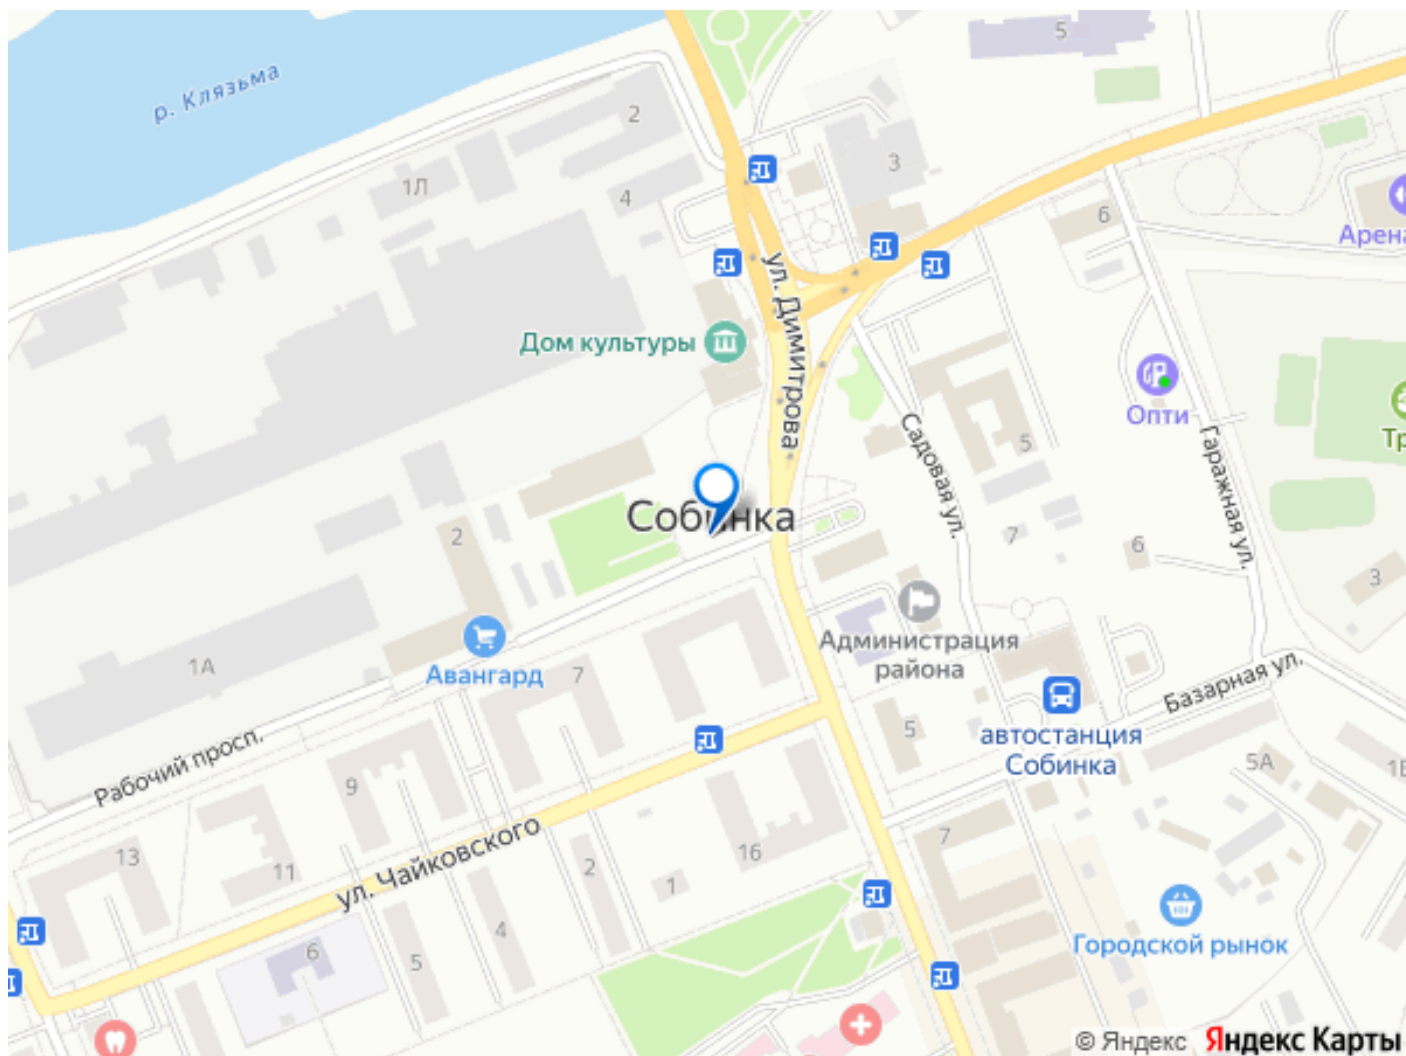 5
р. Клязьма
2
3
1Л
4
6
Арена
ул. Димитрова
Дом культуры
Опти
Садовая ул.
5
Гаражная ул.
Тр
Собинка
2
7
6
3
Администрация
района
1А
Авангард
7
Базарная ул.
5
автостанция
Собинка
Рабочий просп.
9
5А
1Б
13
11
ул. Чайковского
16
7
2
1
4
6
5
Городской рынок
© Яндекс Яндекс Карты